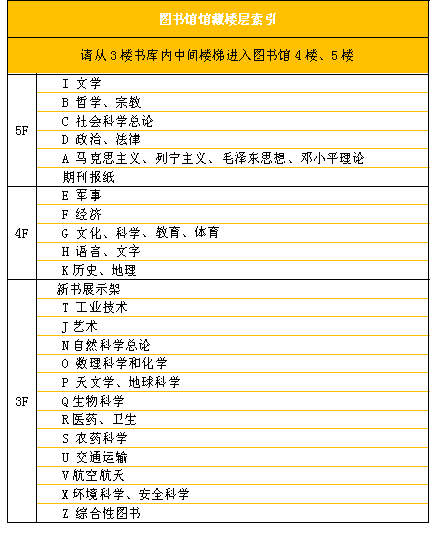 图书馆馆藏楼层索引
请从3楼书库内中间楼梯进入图书馆4楼、5楼
5F
I 文学
B 哲学、宗教
C 社会科学总论
D 政治、法律
A 马克思主义、列宁主义、毛泽东思想、邓小平理论
期刊报纸
4F
E 军事
F 经济
G 文化、科学、教育、体育
H 语言、文字
K历史、地理
3F
新书展示架
T 工业技术
J艺术
N自然科学总论
O 数理科学和化学
P 天文学、地球科学
Q生物科学
R医药、卫生
S 农药科学
U 交通运输
V航空航天
X环境科学、安全科学
Z 综合性图书